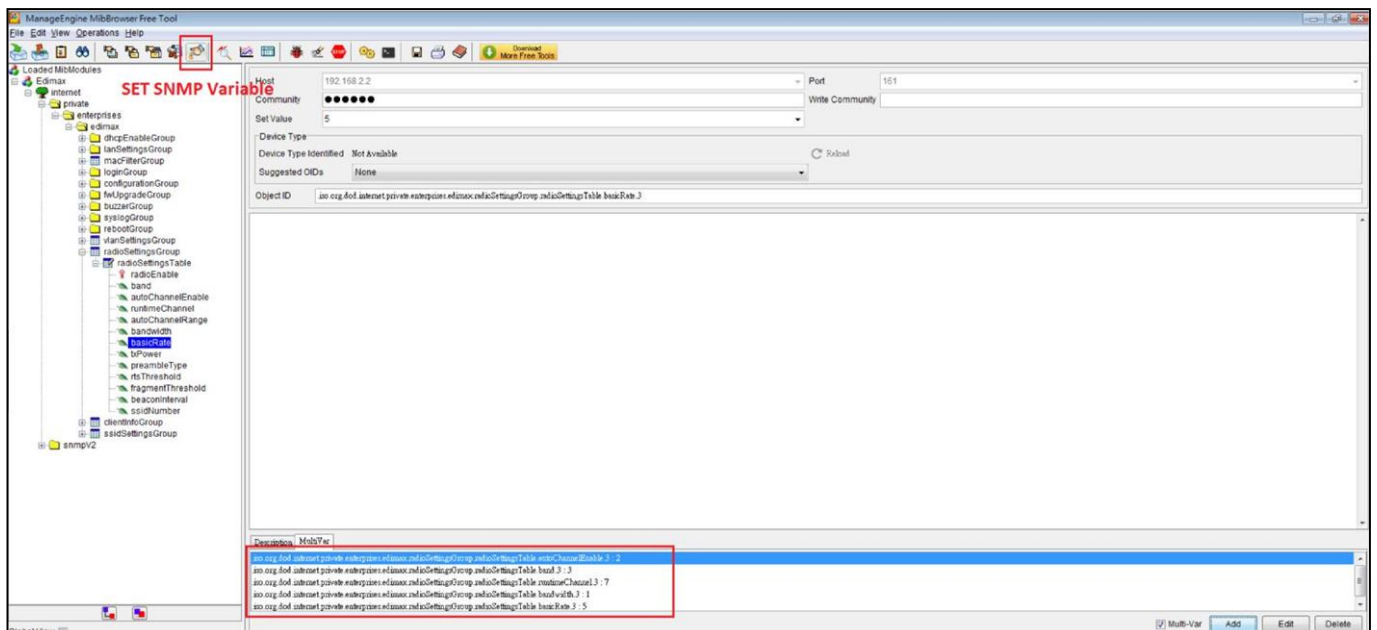 ManageEngine MibBrowser Free Tool
File Edit View Operations Help
Download
More Free Tools
SET SNMP Variable
Loaded MibModules
Edimax
internet
private
enterprises
edimax
dhcpEnableGroup
lanSettingsGroup
macFilterGroup
loginGroup
configurationGroup
fwUpgradeGroup
buzzerGroup
syslogGroup
rebootGroup
vlanSettingsGroup
radioSettingsGroup
radioSettingsTable
radioEnable
band
autoChannelEnable
runtimeChannel
autoChannelRange
bandwidth
basicRate
txPower
preambleType
rtsThreshold
fragmentThreshold
beaconInterval
ssidNumber
clientInfoGroup
ssidSettingsGroup
snmpV2
Host 192.168.2.2 Port 161
Community ●●●●●● Write Community
Set Value 5
Device Type
Device Type Identified Not Available Reload
Suggested OIDs None
Object ID .iso.org.dod.internet.private.enterprises.edimax.radioSettingsGroup.radioSettingsTable.basicRate.3
Description MultiVar
.iso.org.dod.internet.private.enterprises.edimax.radioSettingsGroup.radioSettingsTable.autoChannelEnable.3 : 2
.iso.org.dod.internet.private.enterprises.edimax.radioSettingsGroup.radioSettingsTable.band.3 : 3
.iso.org.dod.internet.private.enterprises.edimax.radioSettingsGroup.radioSettingsTable.runtimeChannel.3 : 7
.iso.org.dod.internet.private.enterprises.edimax.radioSettingsGroup.radioSettingsTable.bandwidth.3 : 1
.iso.org.dod.internet.private.enterprises.edimax.radioSettingsGroup.radioSettingsTable.basicRate.3 : 5
Multi-Var Add Edit Delete